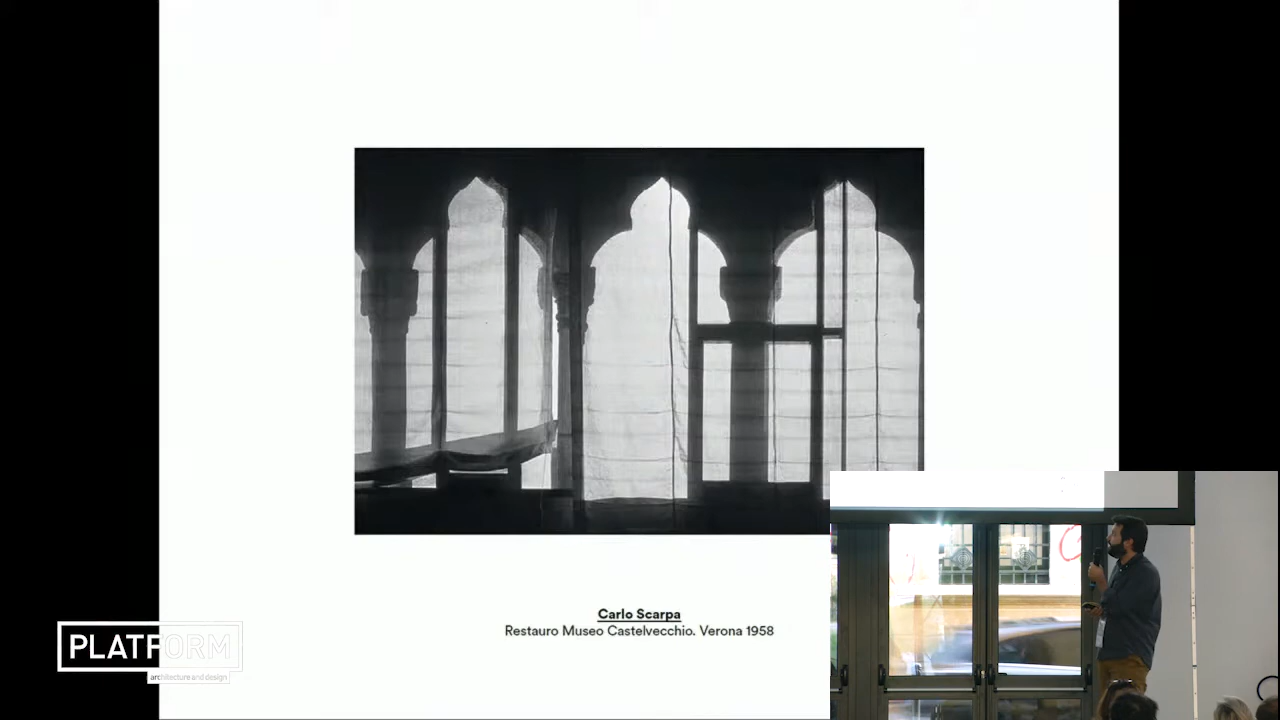 Carlo Scarpa
Restauro Museo Castelvecchio. Verona 1958
PLATFORM
architecture and design